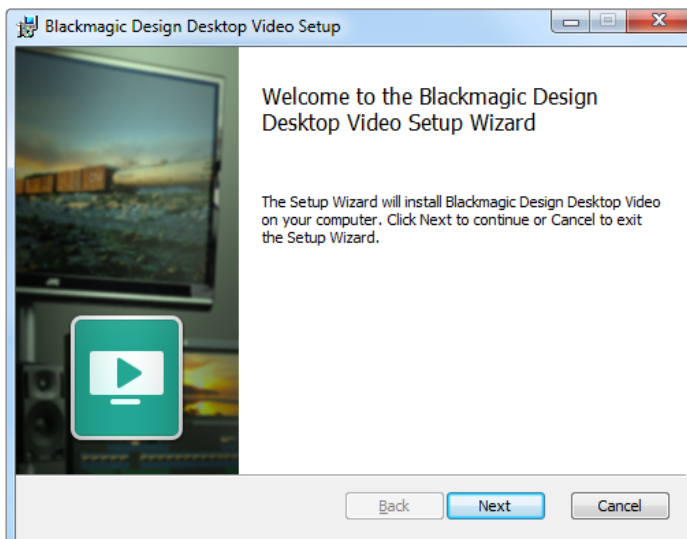 Blackmagic Design Desktop Video Setup
Welcome to the Blackmagic Design
Desktop Video Setup Wizard
The Setup Wizard will install Blackmagic Design Desktop Video
on your computer. Click Next to continue or Cancel to exit
the Setup Wizard.
JVC
Back
Next
Cancel